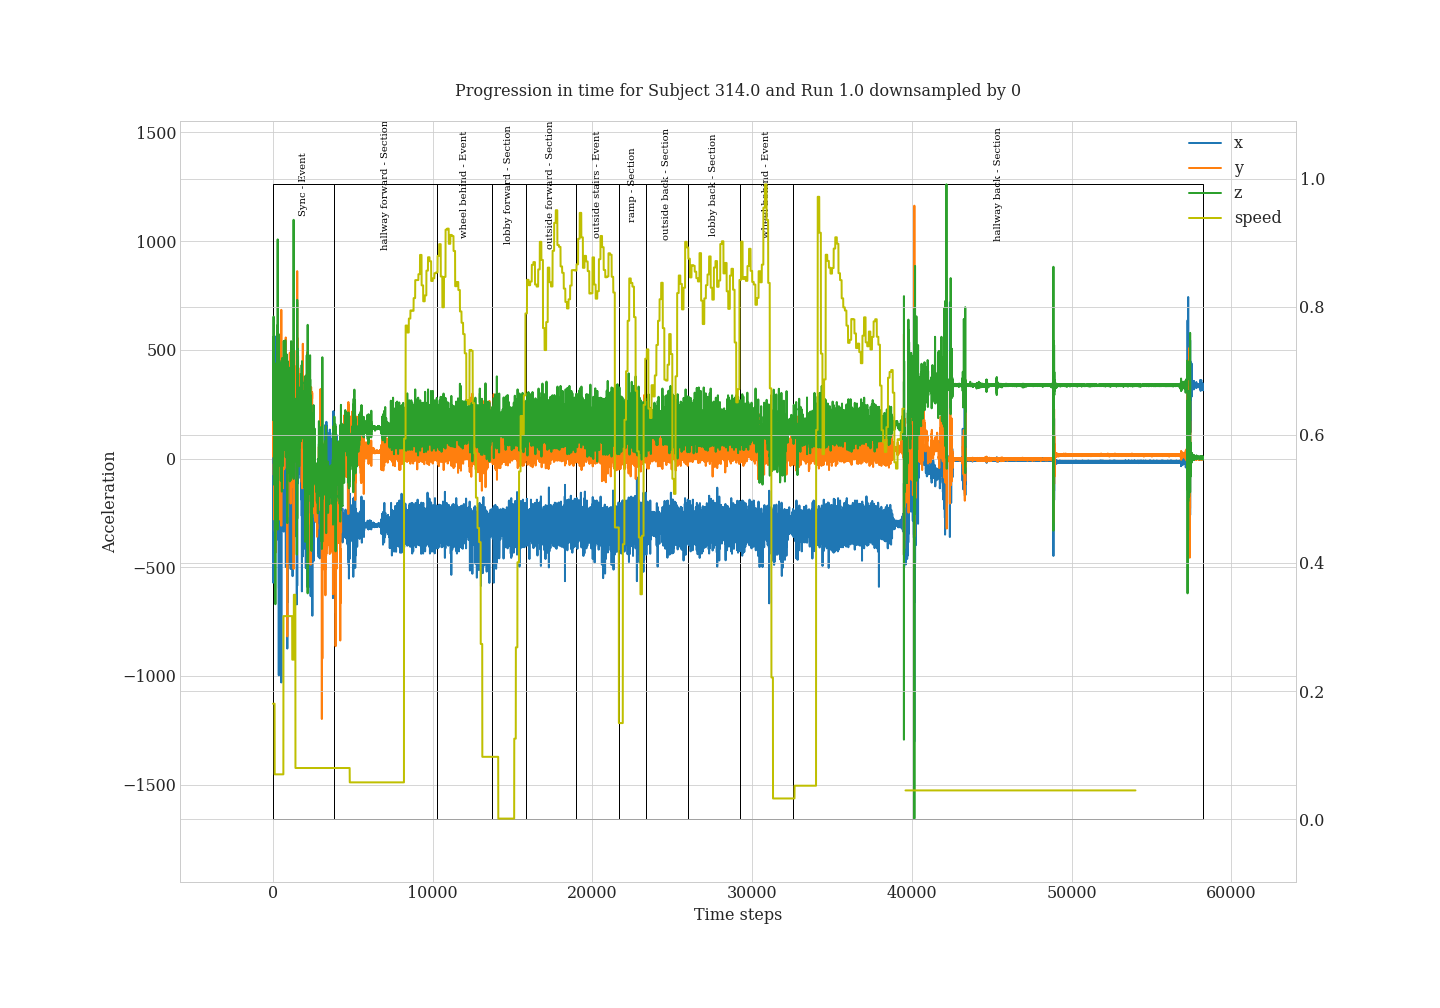 Progression in time for Subject 314.0 and Run 1.0 downsampled by 0
Sync - Event
hallway forward - Section
wheel behind - Event
lobby forward - Section
outside forward - Section
outside stairs - Event
ramp - Section
outside back - Section
lobby back - Section
wheel behind - Event
hallway back - Section
x
y
z
speed
1500
1000
500
0
−500
−1000
−1500
Acceleration
1.0
0.8
0.6
0.4
0.2
0.0
0 10000 20000 30000 40000 50000 60000
Time steps